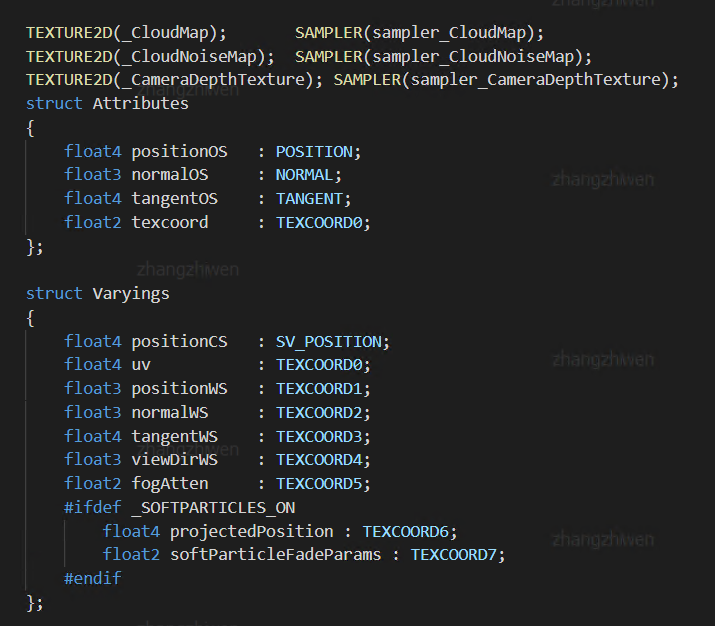 TEXTURE2D(_CloudMap);       SAMPLER(sampler_CloudMap);
TEXTURE2D(_CloudNoiseMap);  SAMPLER(sampler_CloudNoiseMap);
TEXTURE2D(_CameraDepthTexture); SAMPLER(sampler_CameraDepthTexture);
zhangzhiwen
struct Attributes
{
    float4 positionOS   : POSITION;
    float3 normalOS     : NORMAL;
zhangzhiwen
    float4 tangentOS    : TANGENT;
    float2 texcoord     : TEXCOORD0;
};
zhangzhiwen
struct Varyings
{
    float4 positionCS   : SV_POSITION;
    float4 uv           : TEXCOORD0;
zhangzhiwen
    float3 positionWS   : TEXCOORD1;
    float3 normalWS     : TEXCOORD2;
    float4 tangentWS    : TEXCOORD3;
zhangzhiwen
    float3 viewDirWS    : TEXCOORD4;
    float2 fogAtten     : TEXCOORD5;
    #ifdef _SOFTPARTICLES_ON
        float4 projectedPosition : TEXCOORD6;
zhangzhiwen
        float2 softParticleFadeParams : TEXCOORD7;
    #endif
};